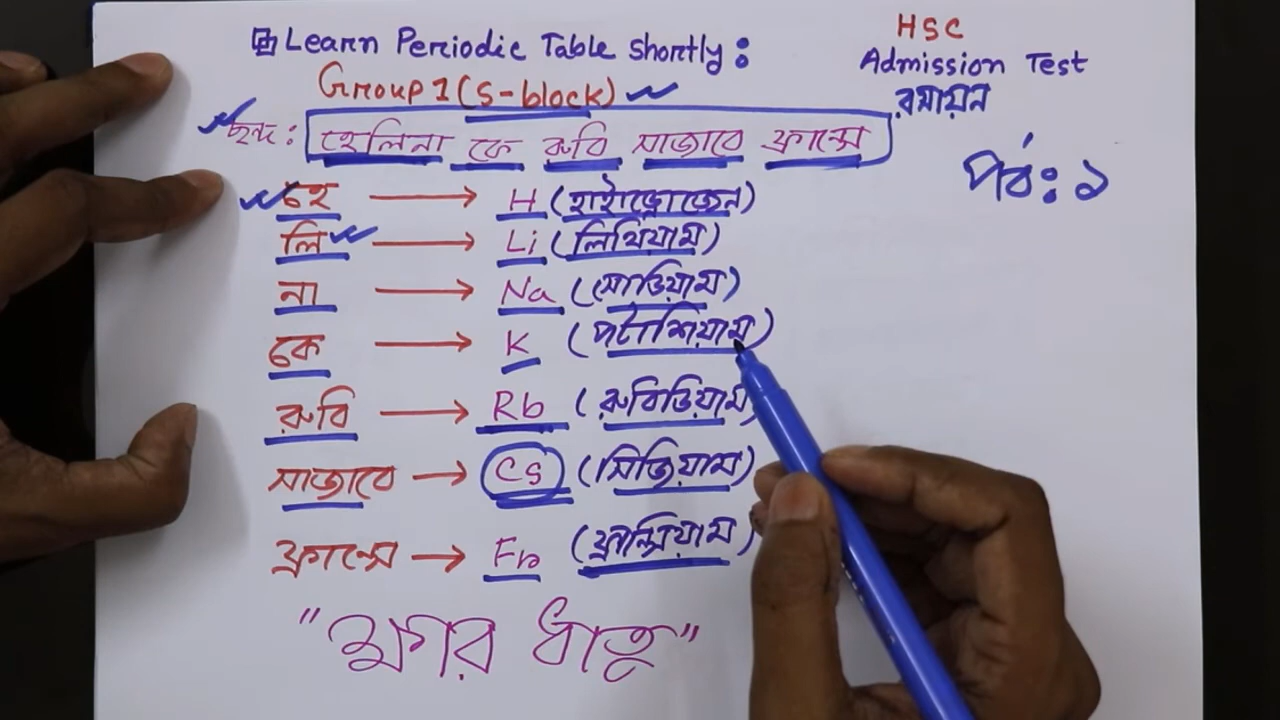 Learn Periodic Table shortly:
HSC
Admission Test
রসায়ন
পর্ব: ১
Group 1 (S-block)
ছন্দ: হেলিনা কে রুবি সাজাবে ফ্রান্সে
হে → H (হাইড্রোজেন)
লি → Li (লিথিয়াম)
না → Na (সোডিয়াম)
কে → K (পটাশিয়াম)
রুবি → Rb (রুবিডিয়াম)
সাজাবে → Cs (সিজিয়াম)
ফ্রান্সে → Fr (ফ্রান্সিয়াম)
"ক্ষার ধাতু"